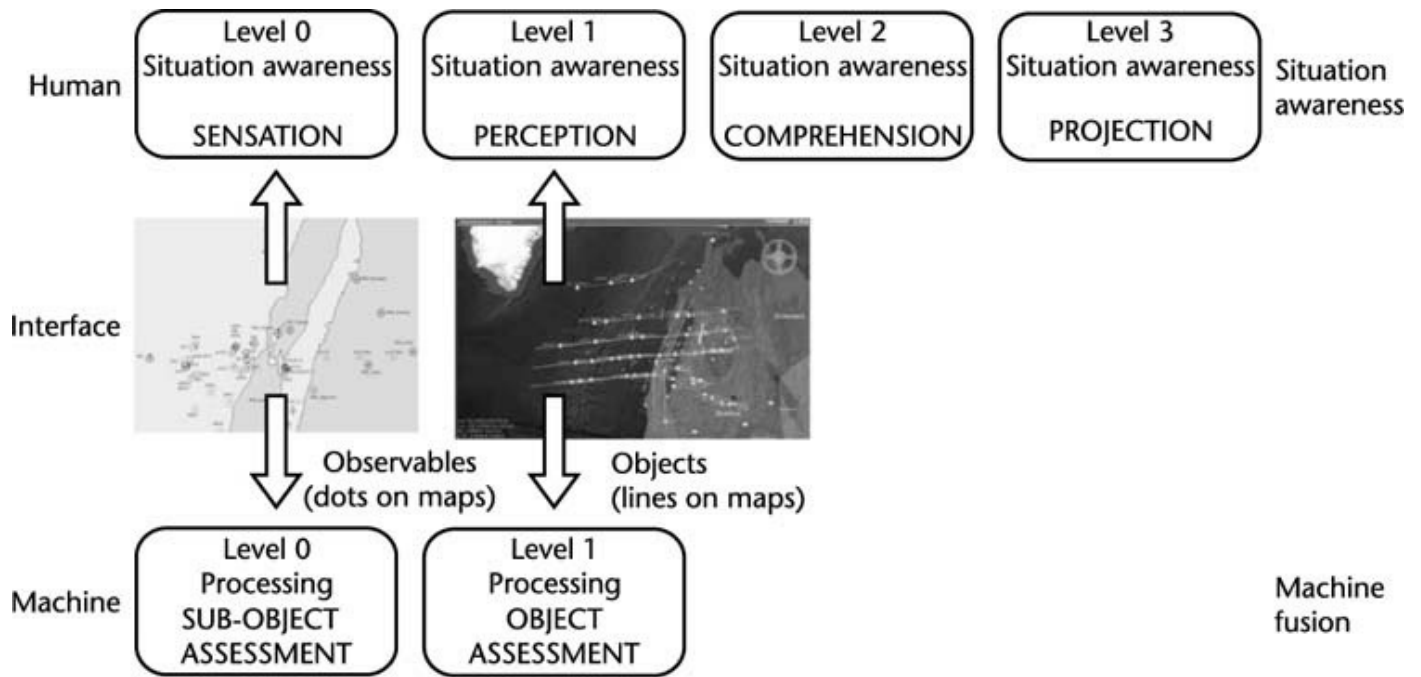 Level 0
Situation awareness
SENSATION
Level 1
Situation awareness
PERCEPTION
Level 2
Situation awareness
COMPREHENSION
Level 3
Situation awareness
PROJECTION
Human
Situation
awareness
Interface
Observables
(dots on maps)
Objects
(lines on maps)
Machine
Level 0
Processing
SUB-OBJECT
ASSESSMENT
Level 1
Processing
OBJECT
ASSESSMENT
Machine
fusion